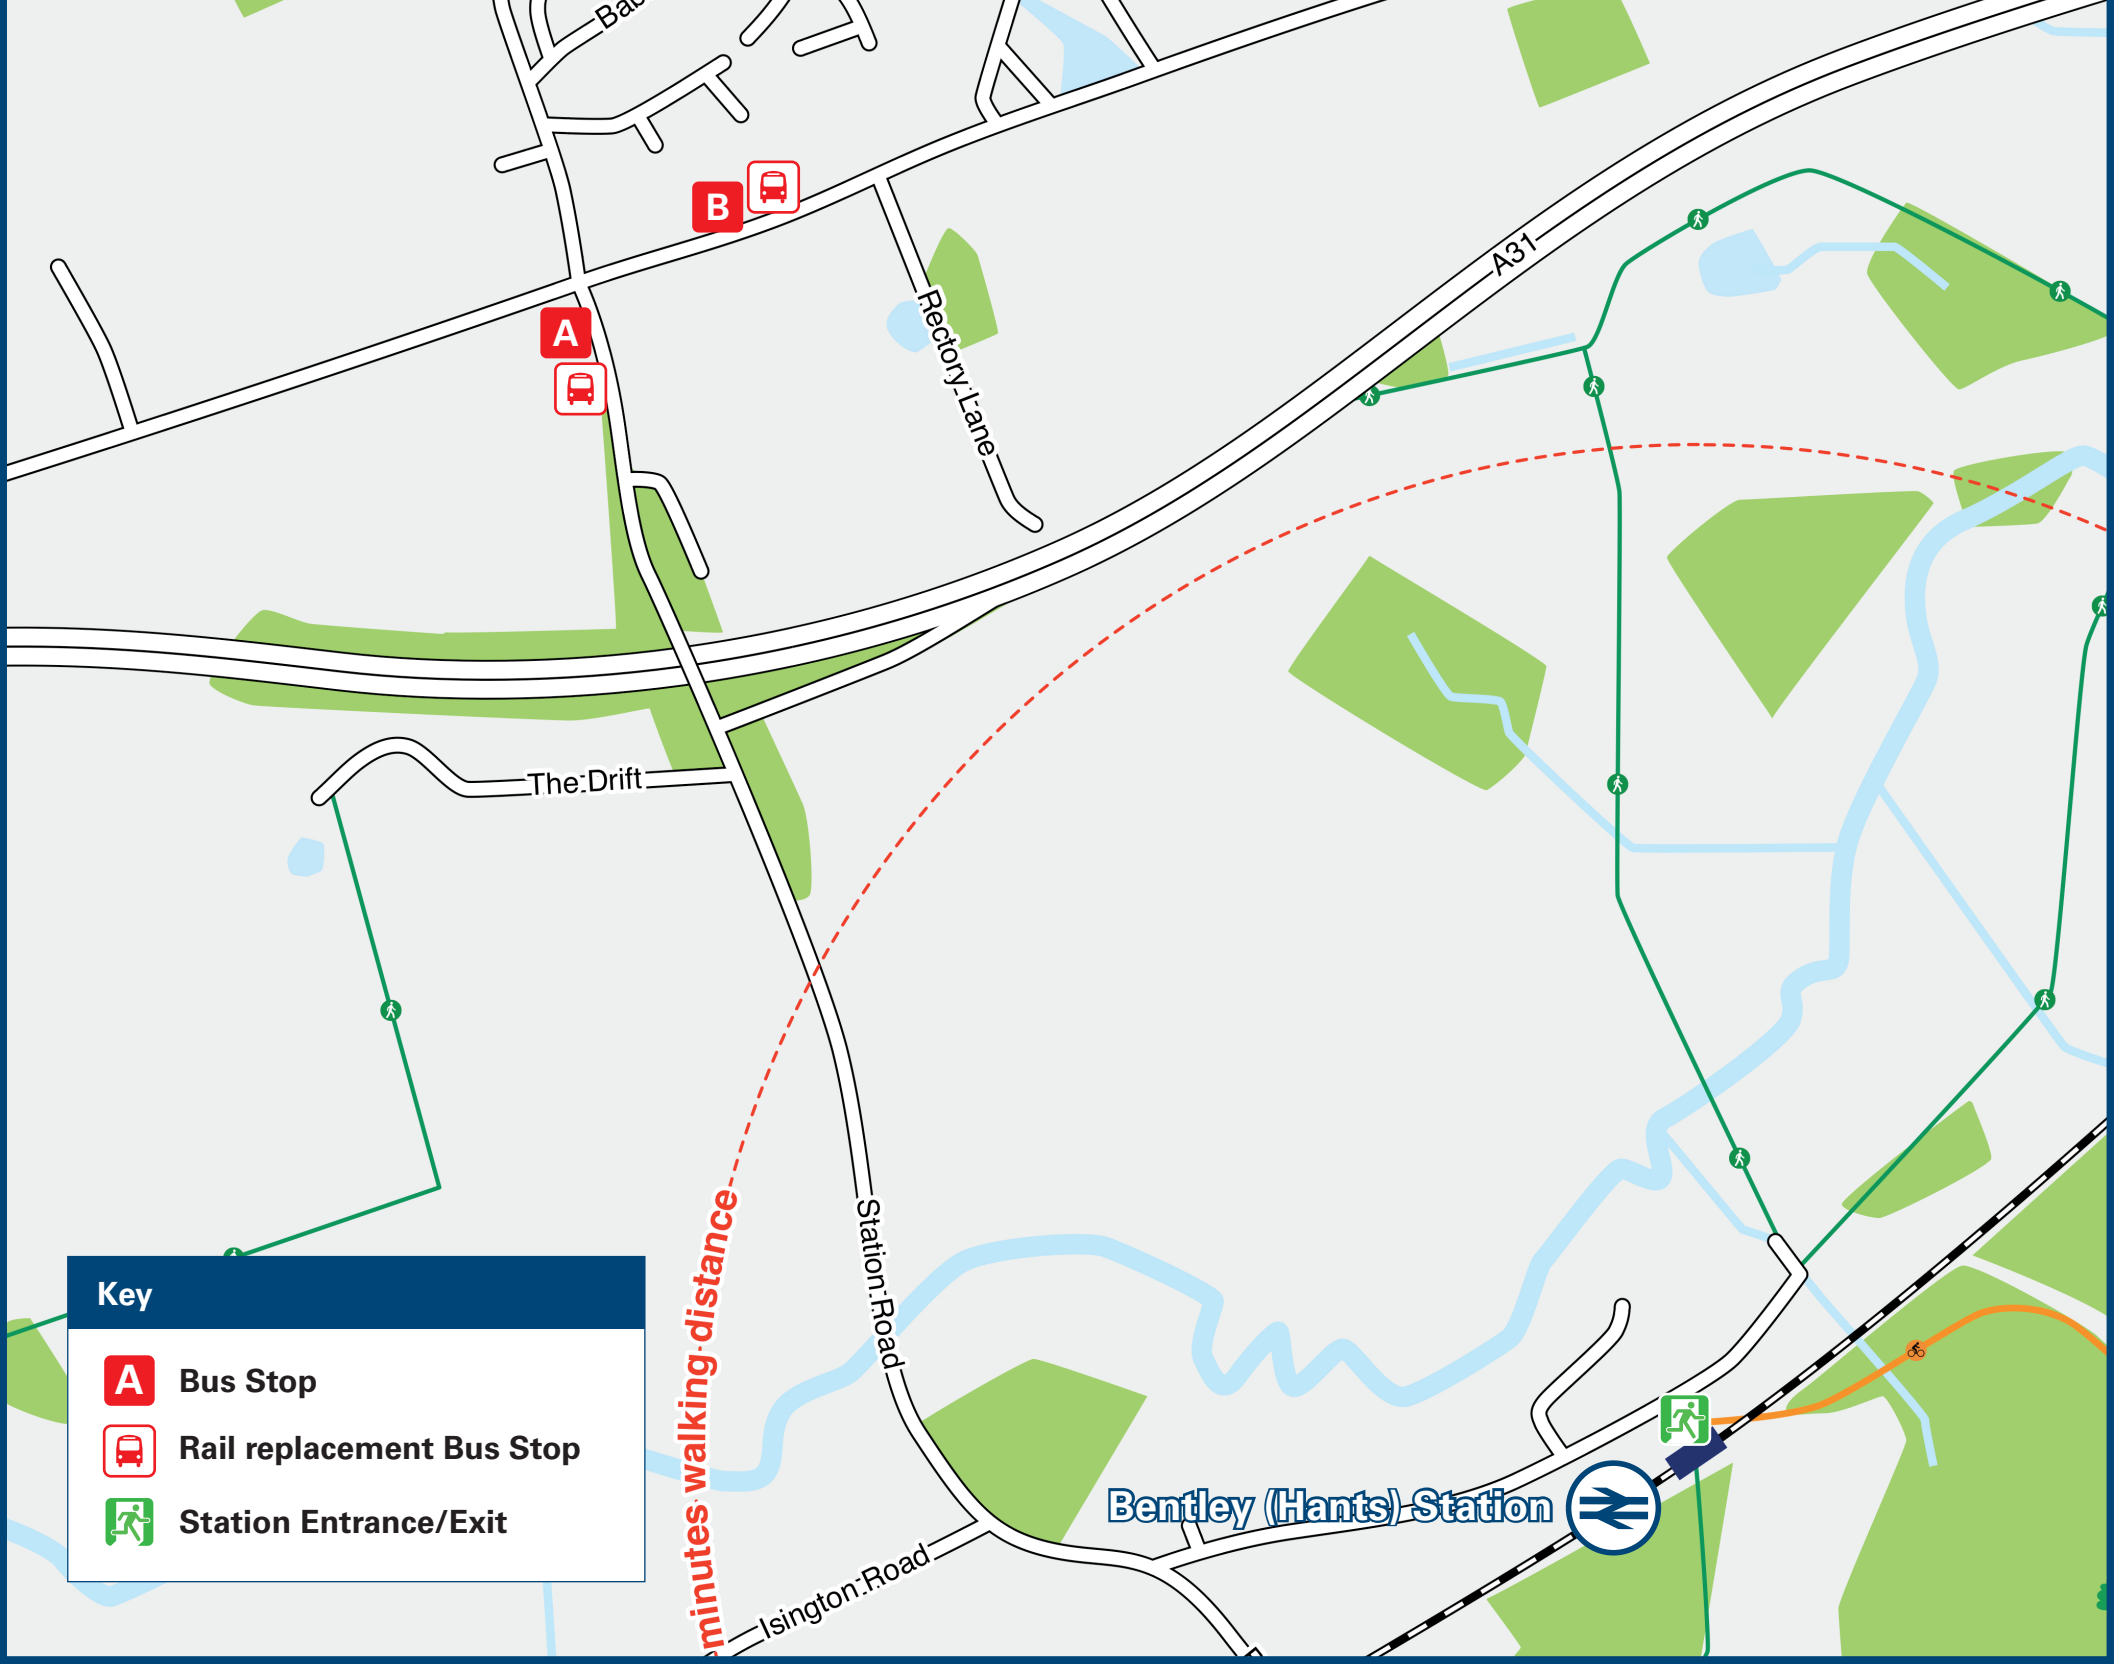 Bab
B
A31
A
Rectory Lane
The Drift
minutes walking distance
Station Road
Key
A Bus Stop
Rail replacement Bus Stop
Station Entrance/Exit
Bentley (Hants) Station
Isington Road